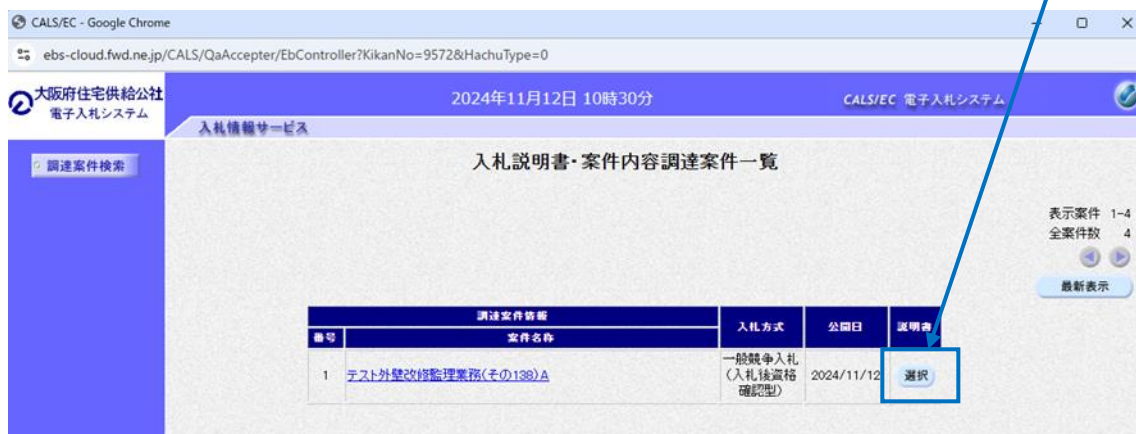 CALS/EC - Google Chrome
ebs-cloud.fwd.ne.jp/CALS/QaAccepter/EbController?KikanNo=9572&HachuType=0
大阪府住宅供給公社
電子入札システム
2024年11月12日 10時30分
CALS/EC 電子入札システム
入札情報サービス
調達案件検索
入札説明書・案件内容調達案件一覧
表示案件 1-4
全案件数 4
最新表示
調達案件情報
番号
案件名称
入札方式
公開日
説明書
1
テスト外壁改修監理業務(その138)A
一般競争入札
(入札後資格
確認型)
2024/11/12
選択